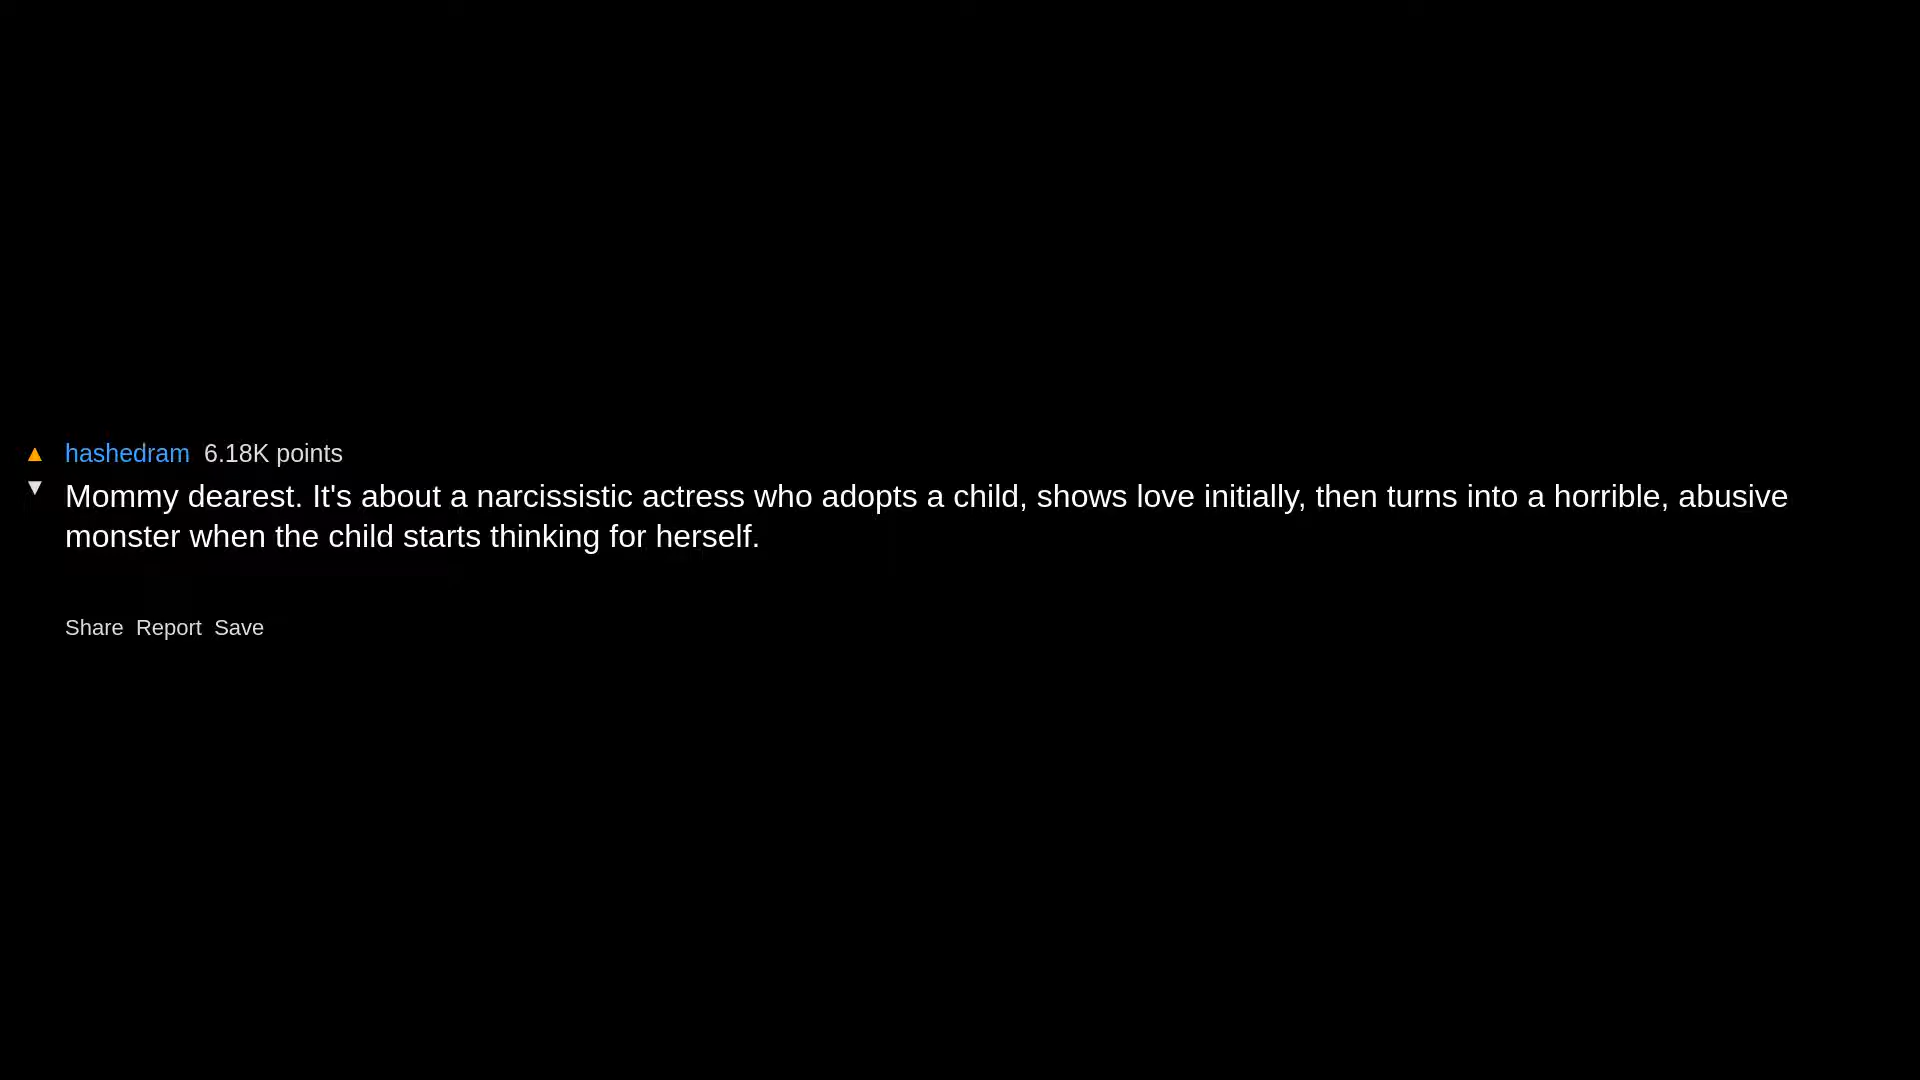 hashedram 6.18K points
Mommy dearest. It's about a narcissistic actress who adopts a child, shows love initially, then turns into a horrible, abusive
monster when the child starts thinking for herself.
Share Report Save